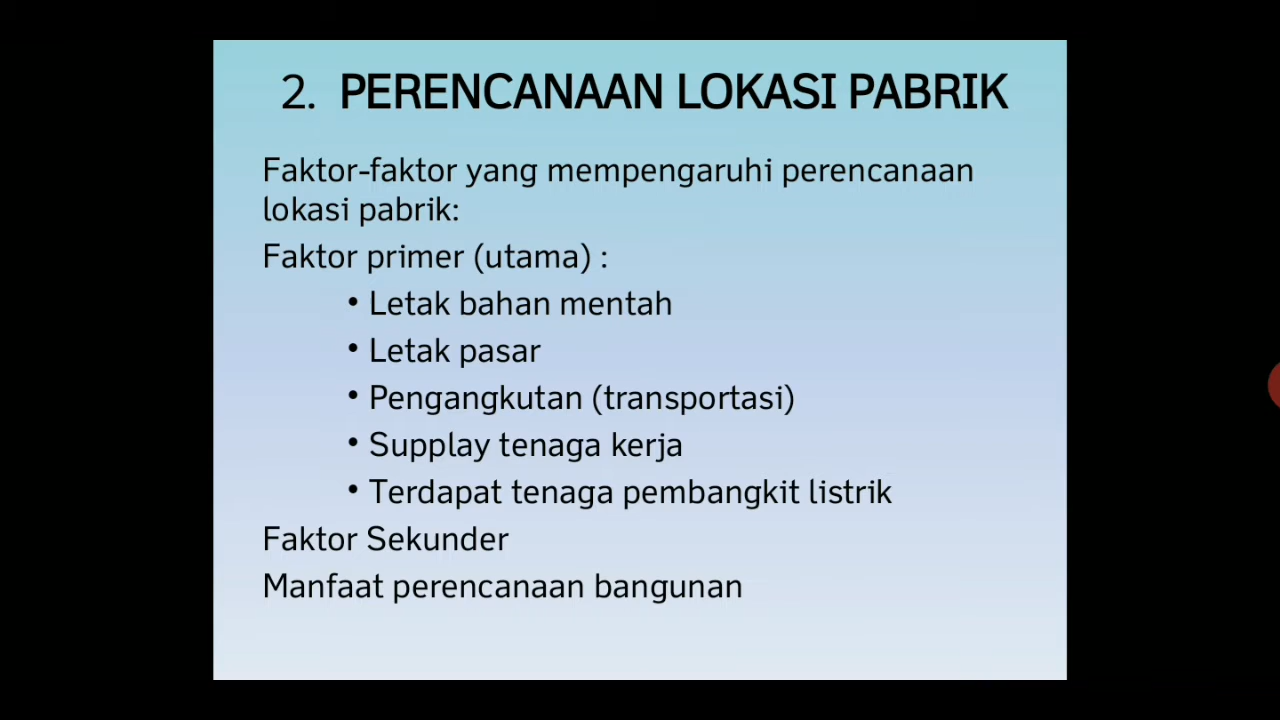 2. PERENCANAAN LOKASI PABRIK
Faktor-faktor yang mempengaruhi perencanaan
lokasi pabrik:
Faktor primer (utama) :
• Letak bahan mentah
• Letak pasar
• Pengangkutan (transportasi)
• Supplay tenaga kerja
• Terdapat tenaga pembangkit listrik
Faktor Sekunder
Manfaat perencanaan bangunan